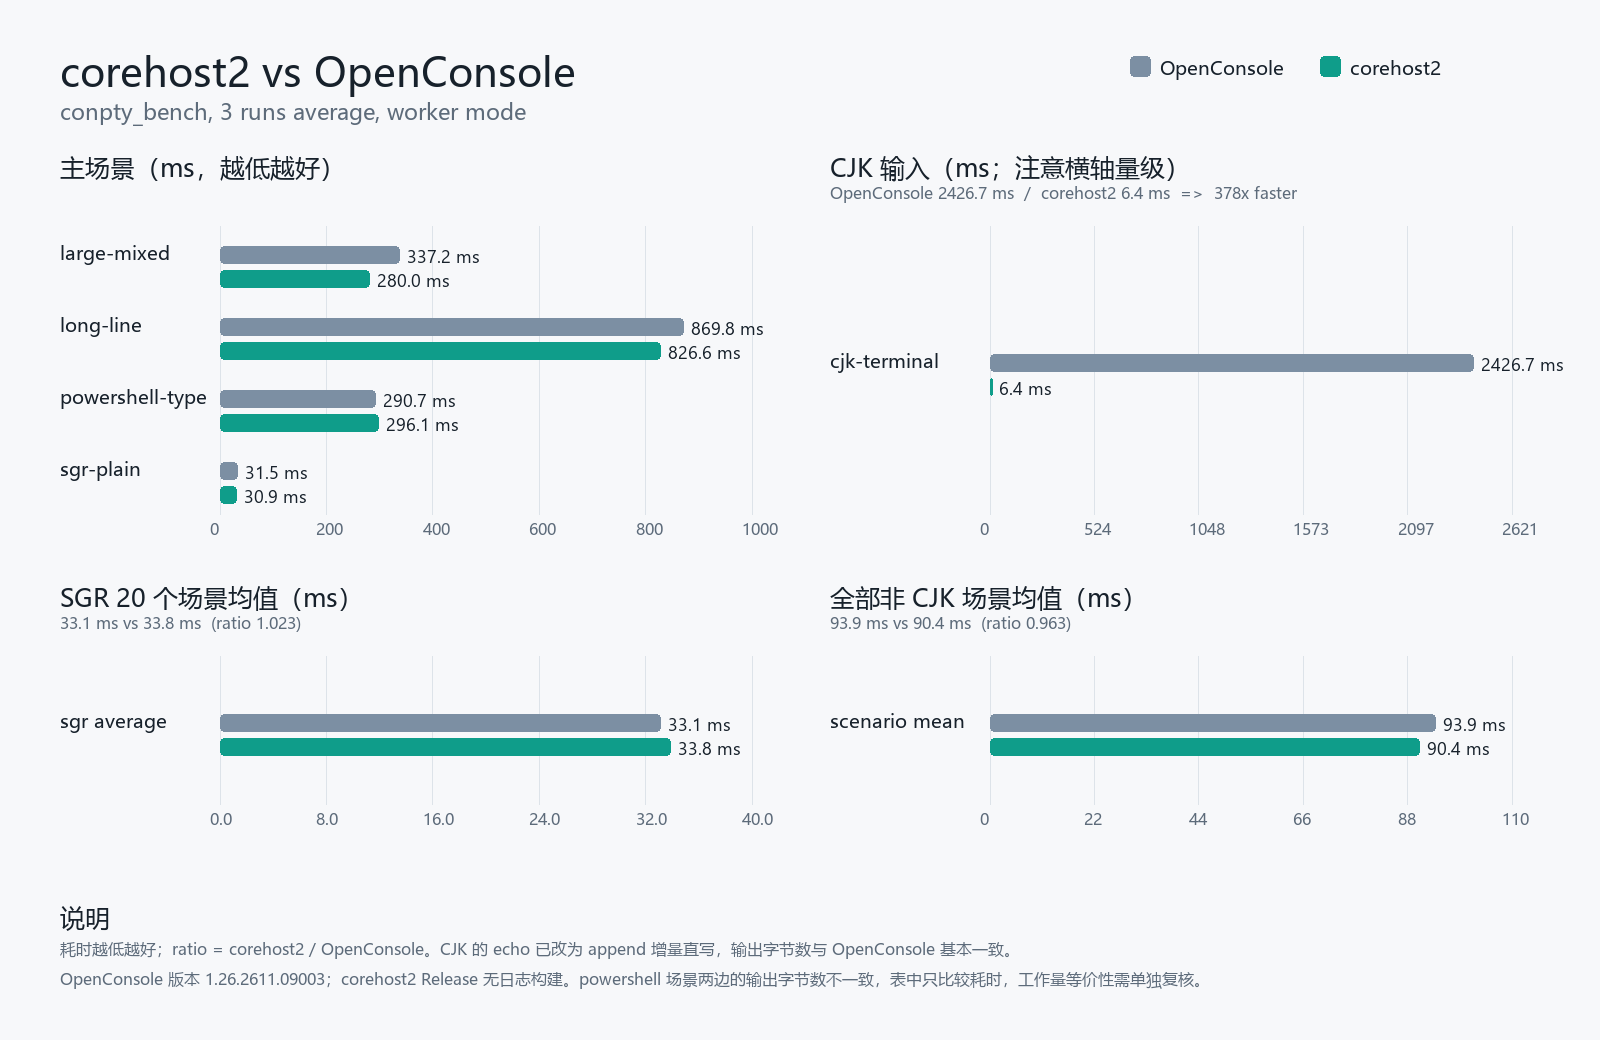 corehost2 vs OpenConsole
conpty_bench, 3 runs average, worker mode
OpenConsole
corehost2
主场景（ms，越低越好）
large-mixed
337.2 ms
280.0 ms
long-line
869.8 ms
826.6 ms
powershell-type
290.7 ms
296.1 ms
sgr-plain
31.5 ms
30.9 ms
0 200 400 600 800 1000
CJK 输入（ms；注意横轴量级）
OpenConsole 2426.7 ms / corehost2 6.4 ms => 378x faster
cjk-terminal
2426.7 ms
6.4 ms
0 524 1048 1573 2097 2621
SGR 20 个场景均值（ms）
33.1 ms vs 33.8 ms (ratio 1.023)
sgr average
33.1 ms
33.8 ms
0.0 8.0 16.0 24.0 32.0 40.0
全部非 CJK 场景均值（ms）
93.9 ms vs 90.4 ms (ratio 0.963)
scenario mean
93.9 ms
90.4 ms
0 22 44 66 88 110
说明
耗时越低越好；ratio = corehost2 / OpenConsole。CJK 的 echo 已改为 append 增量直写，输出字节数与 OpenConsole 基本一致。
OpenConsole 版本 1.26.2611.09003；corehost2 Release 无日志构建。powershell 场景两边的输出字节数不一致，表中只比较耗时，工作量等价性需单独复核。